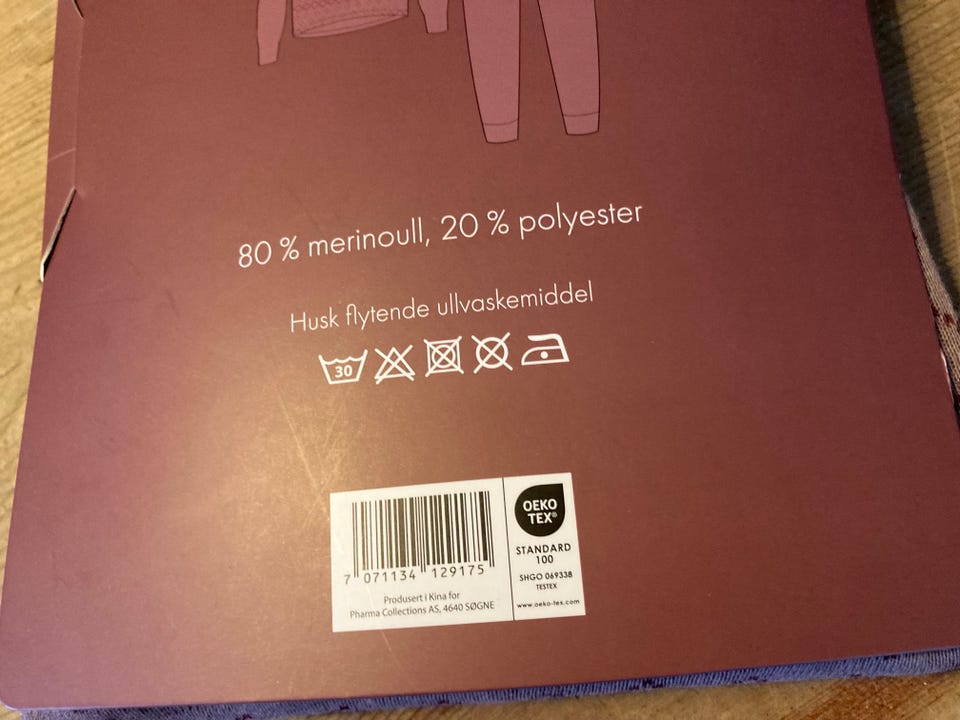 80 % merinoull, 20 % polyester
Husk flytende ullvaskemiddel
30
OEKO
TEX®
STANDARD
100
SHGO 069338
TESTEX
www.oeko-tex.com
7 071134 129175
Produsert i Kina for
Pharma Collections AS, 4640 SØGNE